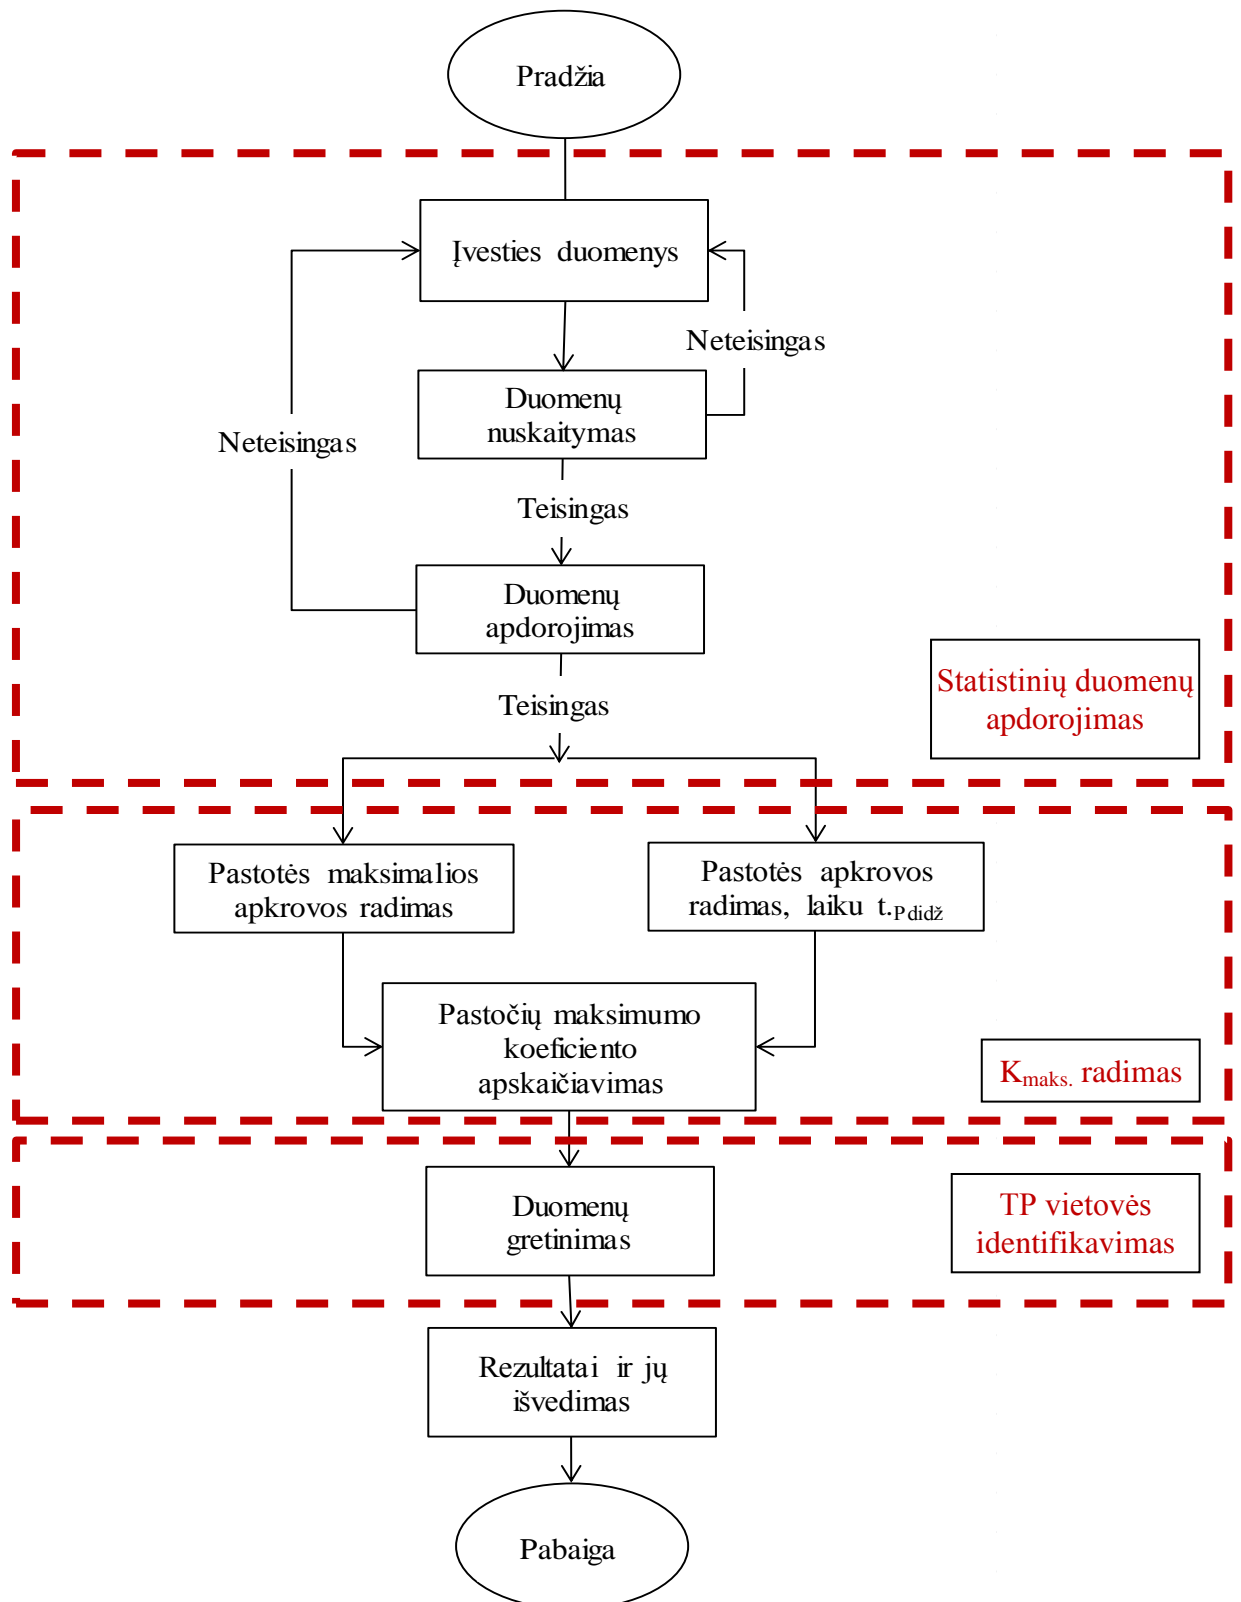 Pradžia
Įvesties duomenys
Neteisingas
Duomenų
nuskaitymas
Neteisingas
Teisingas
Duomenų
apdorojimas
Statistinių duomenų
apdorojimas
Teisingas
Pastotės maksimalios
apkrovos radimas
Pastotės apkrovos
radimas, laiku t.Pdidž
Pastočių maksimumo
koeficiento
apskaičiavimas
Kmaks. radimas
Duomenų
gretinimas
TP vietovės
identifikavimas
Rezultatai ir jų
išvedimas
Pabaiga